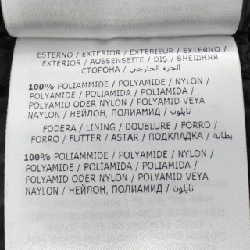 ESTERNO / EXTERIOR / EXTERIEUR / EXTERNO /
EXTERIOR / AUSSENSEITE / DIŞ / ВНЕШНЯЯ
СТОРОНА / الجزء الخارجي
100% POLIAMMIDE / POLYAMIDE / NYLON /
POLYAMIDE / POLIAMIDA / POLIAMIDA /
POLYAMID ODER NYLON / POLYAMID VEYA
NAYLON / НЕЙЛОН, ПОЛИАМИД / نايلون
FODERA / LINING / DOUBLURE / FORRO /
FORRO / FUTTER / ASTAR / ПОДКЛАДКА / بطانة
100% POLIAMMIDE / POLYAMIDE / NYLON /
POLYAMIDE / POLIAMIDA / POLIAMIDA /
POLYAMID ODER NYLON / POLYAMID VEYA
NAYLON / НЕЙЛОН, ПОЛИАМИД / نايلون